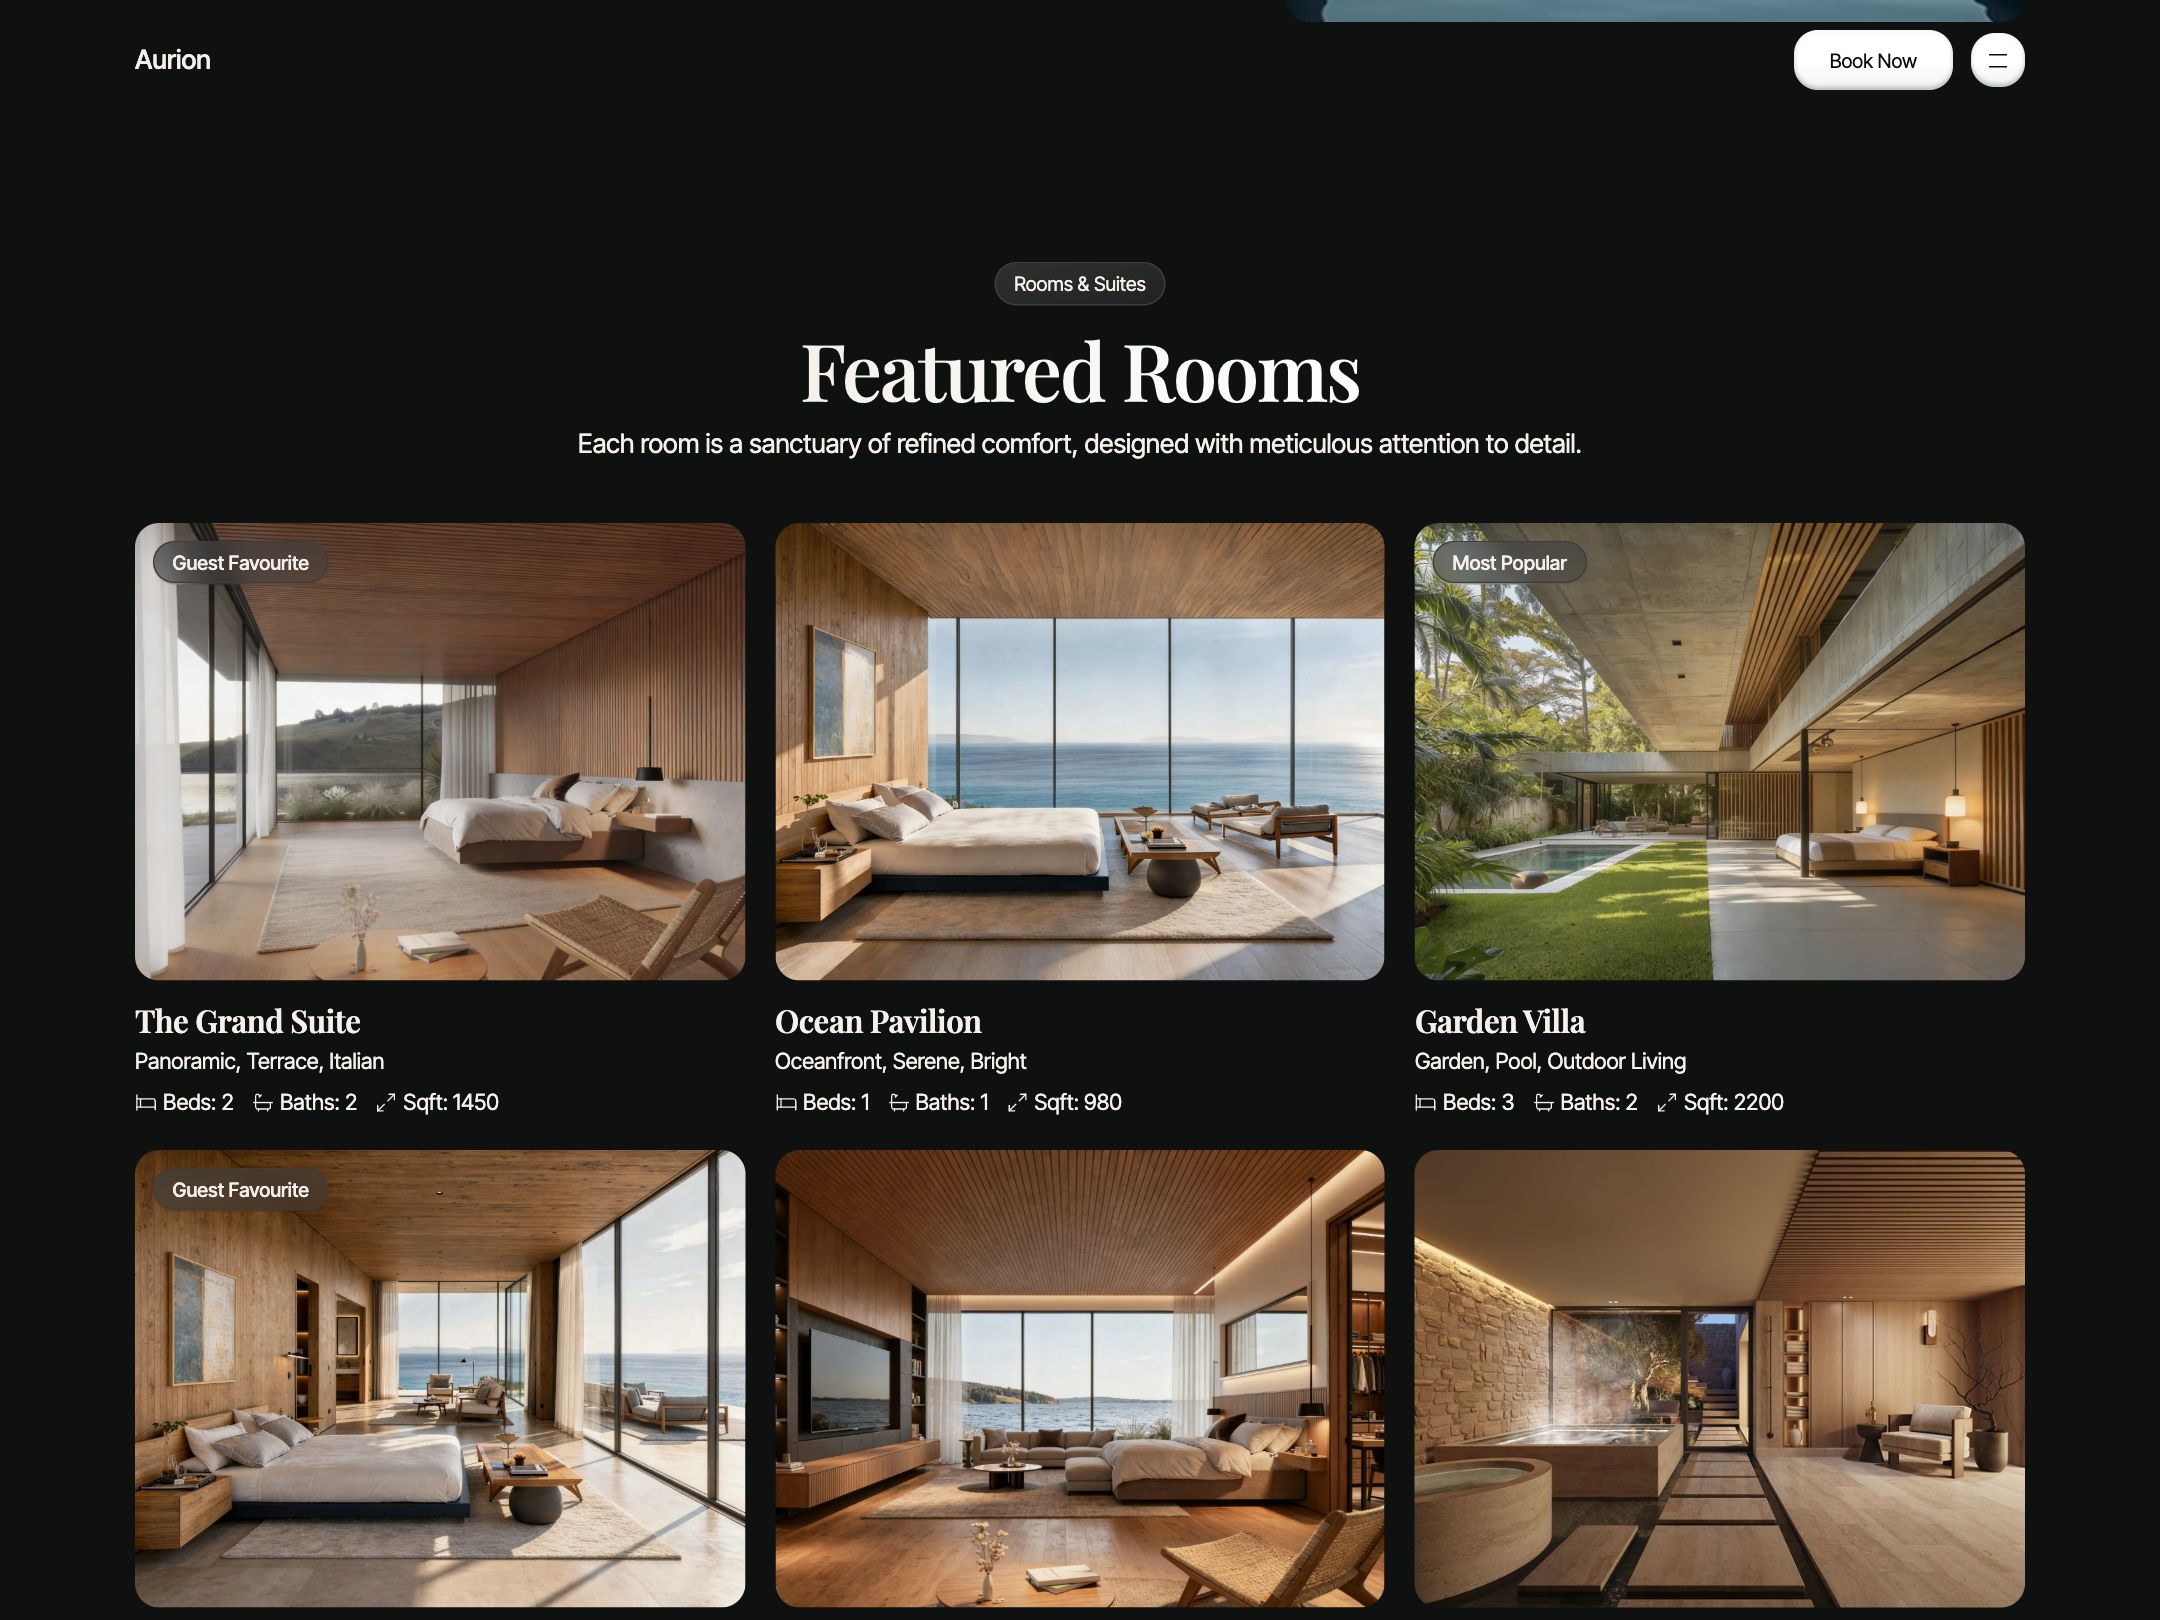 Aurion
Book Now
Rooms & Suites
Featured Rooms
Each room is a sanctuary of refined comfort, designed with meticulous attention to detail.
Guest Favourite
Most Popular
The Grand Suite
Panoramic, Terrace, Italian
Beds: 2 Baths: 2 Sqft: 1450
Ocean Pavilion
Oceanfront, Serene, Bright
Beds: 1 Baths: 1 Sqft: 980
Garden Villa
Garden, Pool, Outdoor Living
Beds: 3 Baths: 2 Sqft: 2200
Guest Favourite